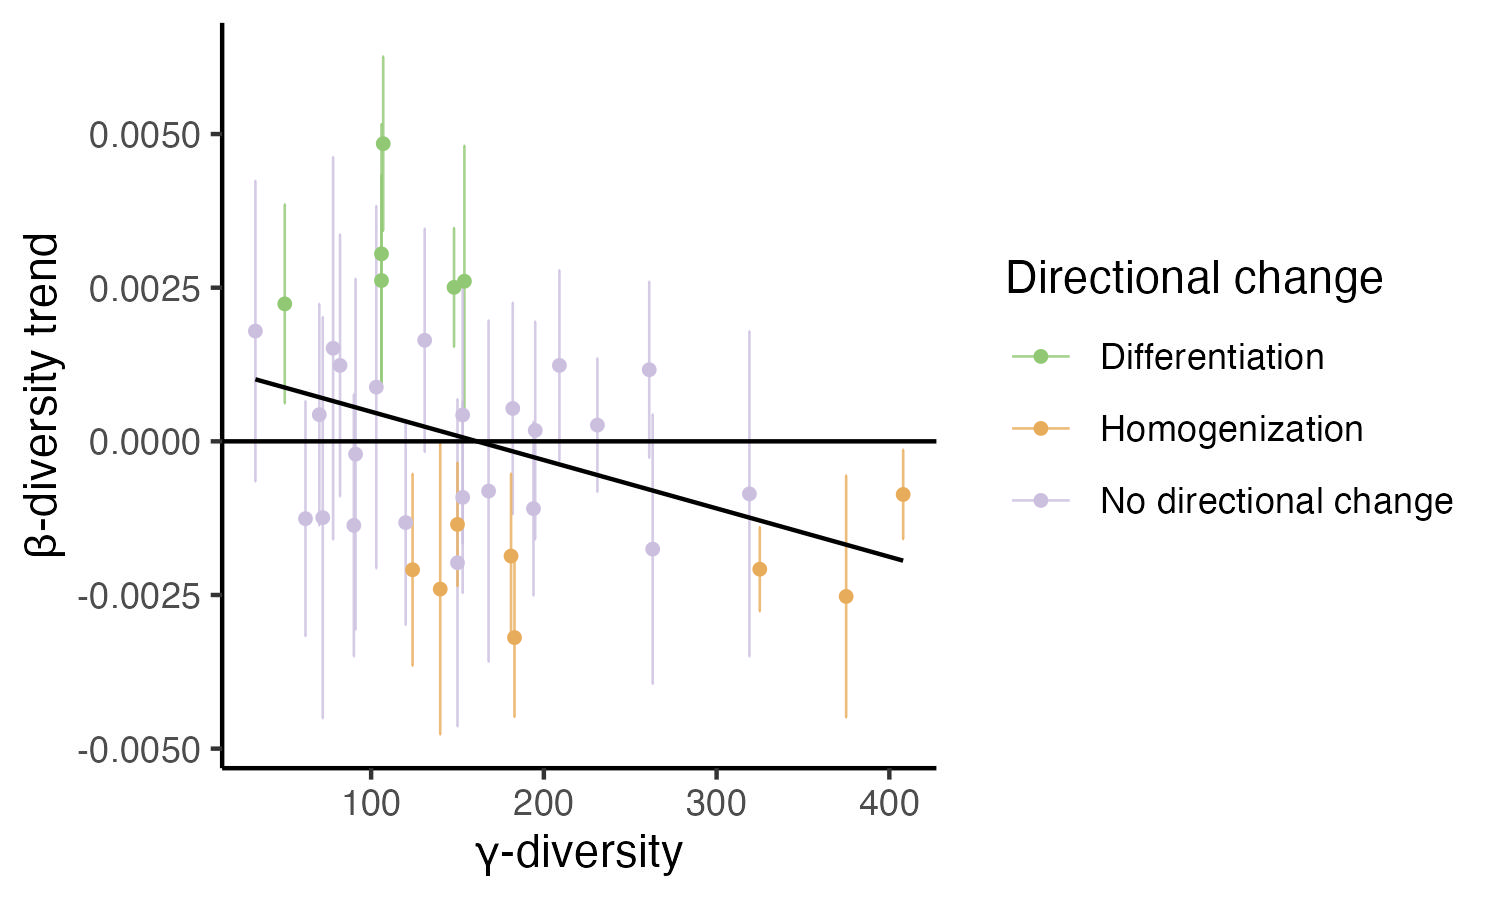 β-diversity trend
0.0050
0.0025
0.0000
-0.0025
-0.0050
100 200 300 400
γ-diversity
Directional change
Differentiation
Homogenization
No directional change